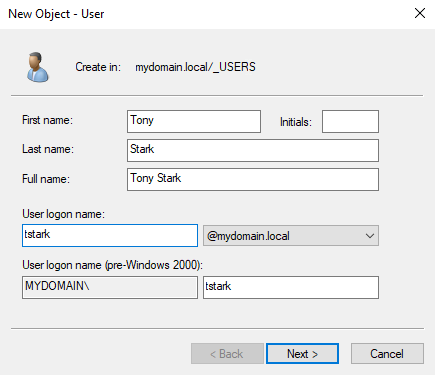 New Object - User
Create in: mydomain.local/_USERS
First name: Tony Initials:
Last name: Stark
Full name: Tony Stark
User logon name:
tstark @mydomain.local
User logon name (pre-Windows 2000):
MYDOMAIN\ tstark
< Back Next > Cancel